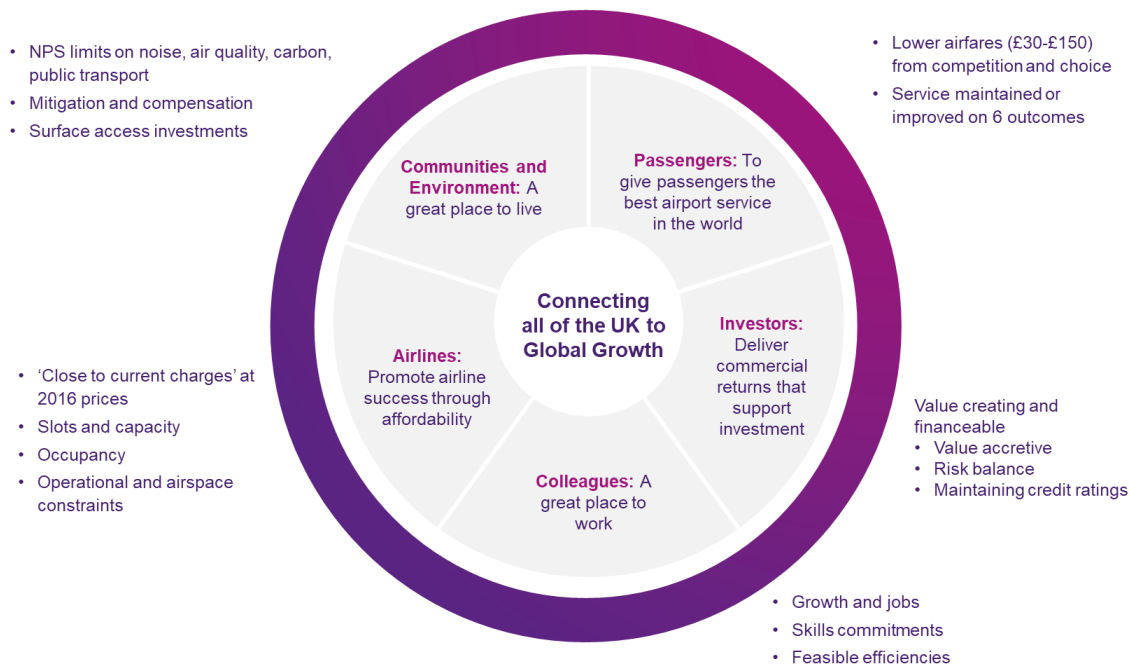 • NPS limits on noise, air quality, carbon,
public transport
• Mitigation and compensation
• Surface access investments
• Lower airfares (£30-£150)
from competition and choice
• Service maintained or
improved on 6 outcomes
Communities and
Environment: A
great place to live
Passengers: To
give passengers the
best airport service
in the world
Connecting
all of the UK to
Global Growth
Airlines:
Promote airline
success through
affordability
Investors:
Deliver
commercial
returns that
support
investment
Colleagues: A
great place to
work
• ‘Close to current charges’ at
2016 prices
• Slots and capacity
• Occupancy
• Operational and airspace
constraints
Value creating and
financeable
• Value accretive
• Risk balance
• Maintaining credit ratings
• Growth and jobs
• Skills commitments
• Feasible efficiencies